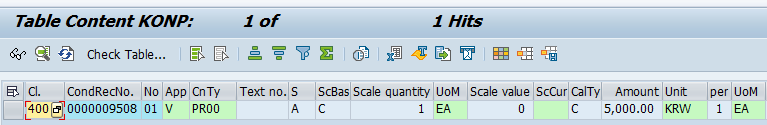 Table Content KONP: 1 of 1 Hits
Check Table...
Cl. CondRecNo. No App CnTy Text no. S ScBas Scale quantity UoM Scale value ScCur CalTy Amount Unit per UoM
400 0000009508 01 V PR00 A C 1 EA 0 C 5,000.00 KRW 1 EA